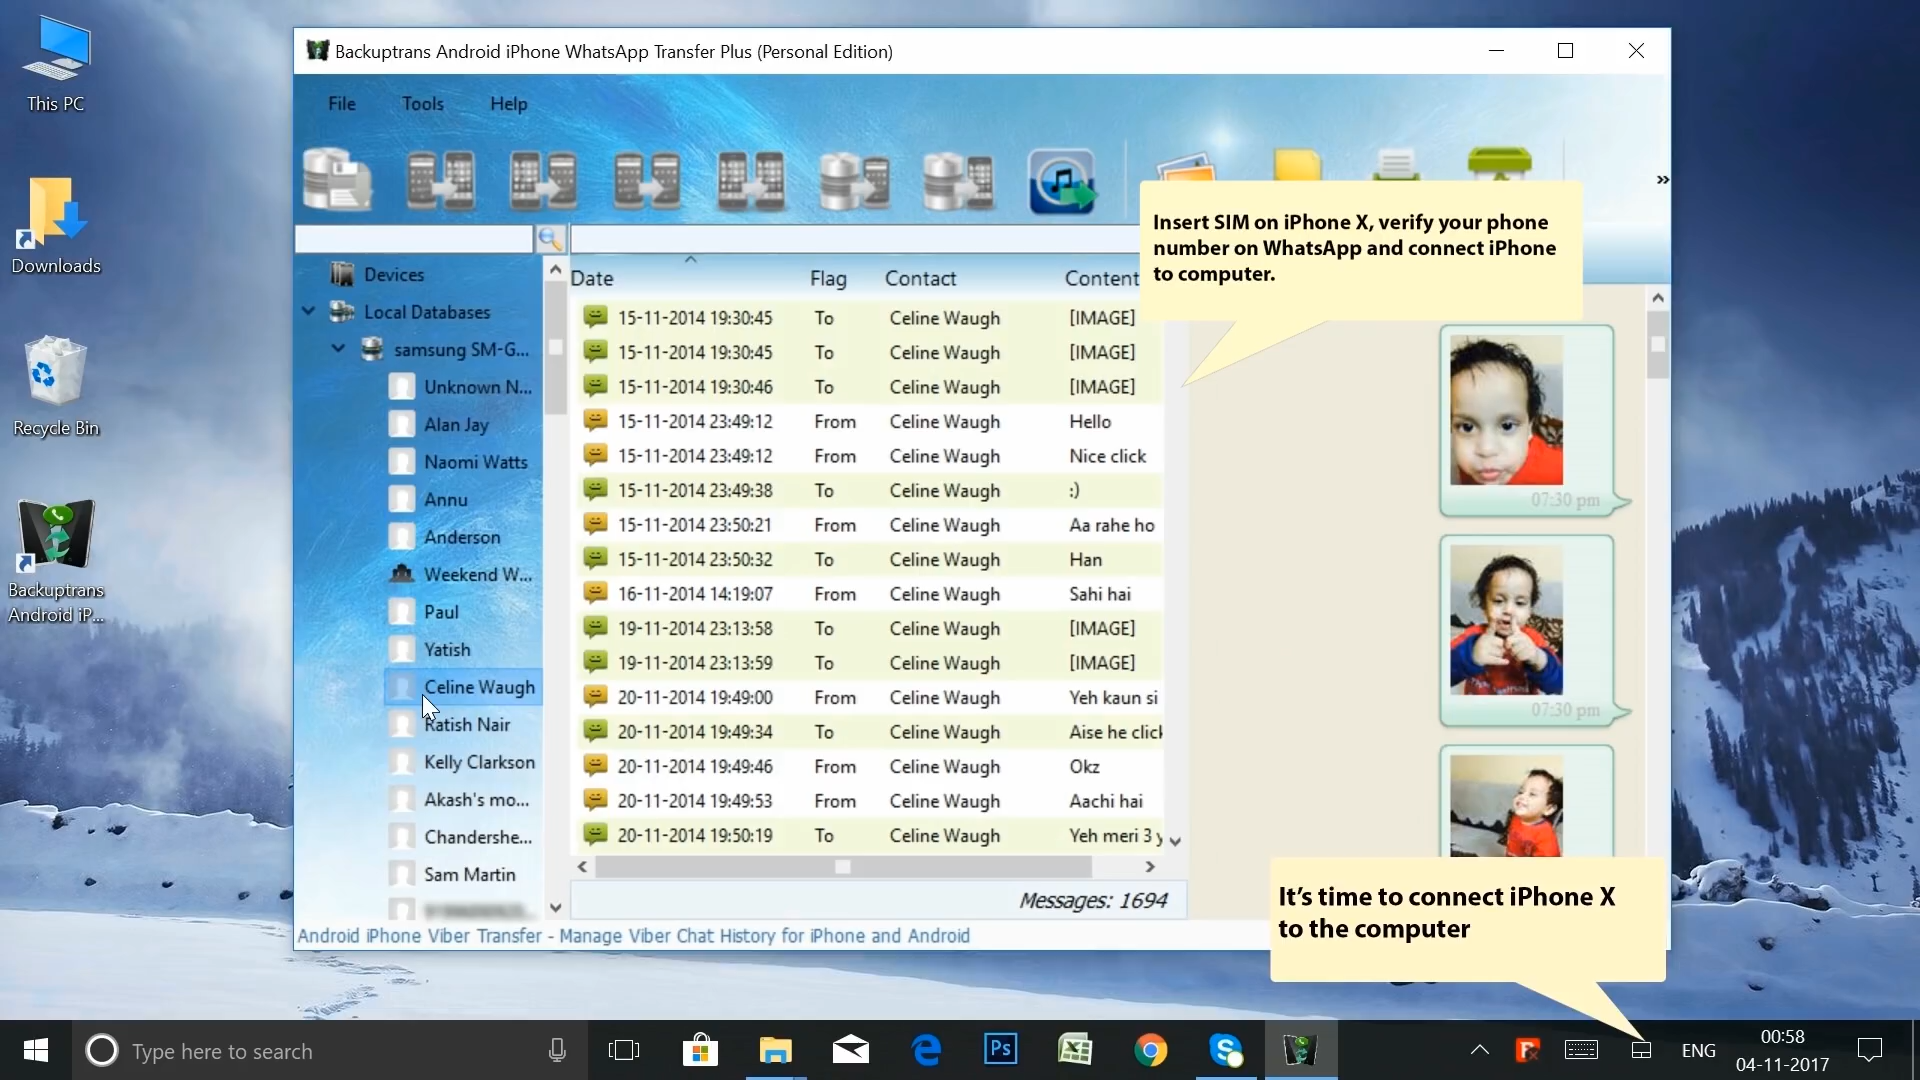 This PC
Downloads
Recycle Bin
Backuptrans
Android iP...
Backuptrans Android iPhone WhatsApp Transfer Plus (Personal Edition)
File Tools Help
»
Insert SIM on iPhone X, verify your phone
number on WhatsApp and connect iPhone
to computer.
Devices
Local Databases
samsung SM-G...
Unknown N...
Alan Jay
Naomi Watts
Annu
Anderson
Weekend W...
Paul
Yatish
Celine Waugh
Ratish Nair
Kelly Clarkson
Akash's mo...
Chandershe...
Sam Martin
Date Flag Contact Content
15-11-2014 19:30:45 To Celine Waugh [IMAGE]
15-11-2014 19:30:45 To Celine Waugh [IMAGE]
15-11-2014 19:30:46 To Celine Waugh [IMAGE]
15-11-2014 23:49:12 From Celine Waugh Hello
15-11-2014 23:49:12 From Celine Waugh Nice click
15-11-2014 23:49:38 To Celine Waugh :)
15-11-2014 23:50:21 From Celine Waugh Aa rahe ho
15-11-2014 23:50:32 To Celine Waugh Han
16-11-2014 14:19:07 From Celine Waugh Sahi hai
19-11-2014 23:13:58 To Celine Waugh [IMAGE]
19-11-2014 23:13:59 To Celine Waugh [IMAGE]
20-11-2014 19:49:00 From Celine Waugh Yeh kaun si
20-11-2014 19:49:34 To Celine Waugh Aise he click
20-11-2014 19:49:46 From Celine Waugh Okz
20-11-2014 19:49:53 From Celine Waugh Aachi hai
20-11-2014 19:50:19 To Celine Waugh Yeh meri 3 y
Messages: 1694
07:30 pm
07:30 pm
It's time to connect iPhone X
to the computer
Android iPhone Viber Transfer - Manage Viber Chat History for iPhone and Android
Type here to search
Ps
ENG
00:58
04-11-2017